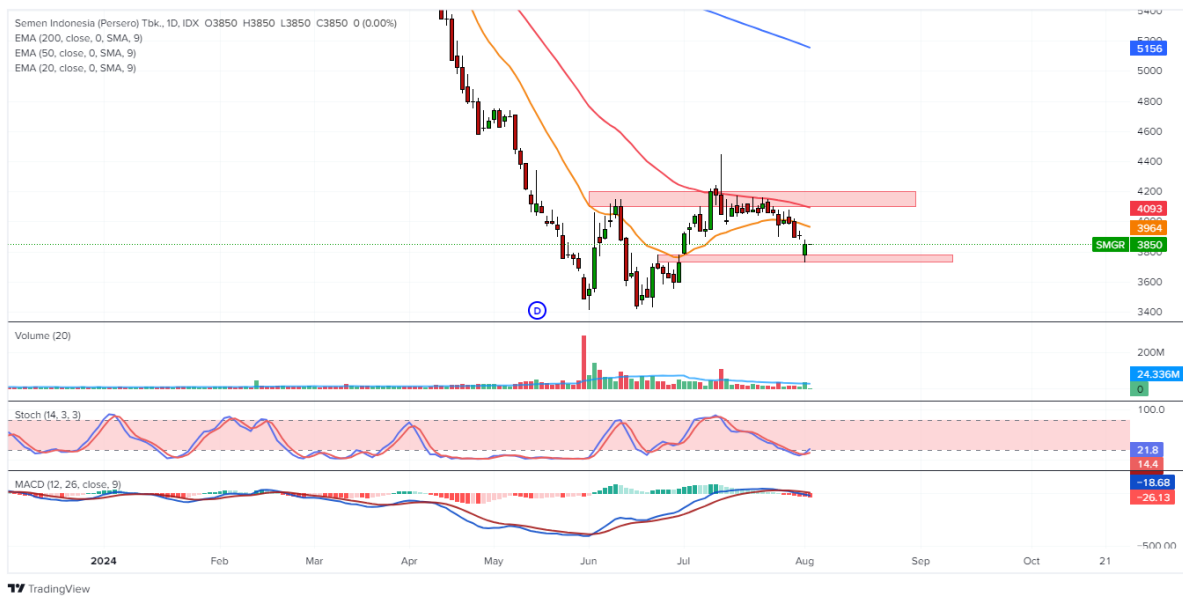 Semen Indonesia (Persero) Tbk., 1D, IDX O3850 H3850 L3850 C3850 0 (0.00%)
EMA (200, close, 0, SMA, 9)
EMA (50, close, 0, SMA, 9)
EMA (20, close, 0, SMA, 9)
5400
5200
5156
5000
4800
4600
4400
4200
4093
4000
3964
SMGR 3850
3800
3600
3400
D
Volume (20)
200M
24.336M
0
Stoch (14, 3, 3)
100.0
21.8
14.4
MACD (12, 26, close, 9)
−18.68
−26.13
−500.00
2024 Feb Mar Apr May Jun Jul Aug Sep Oct 21
TradingView